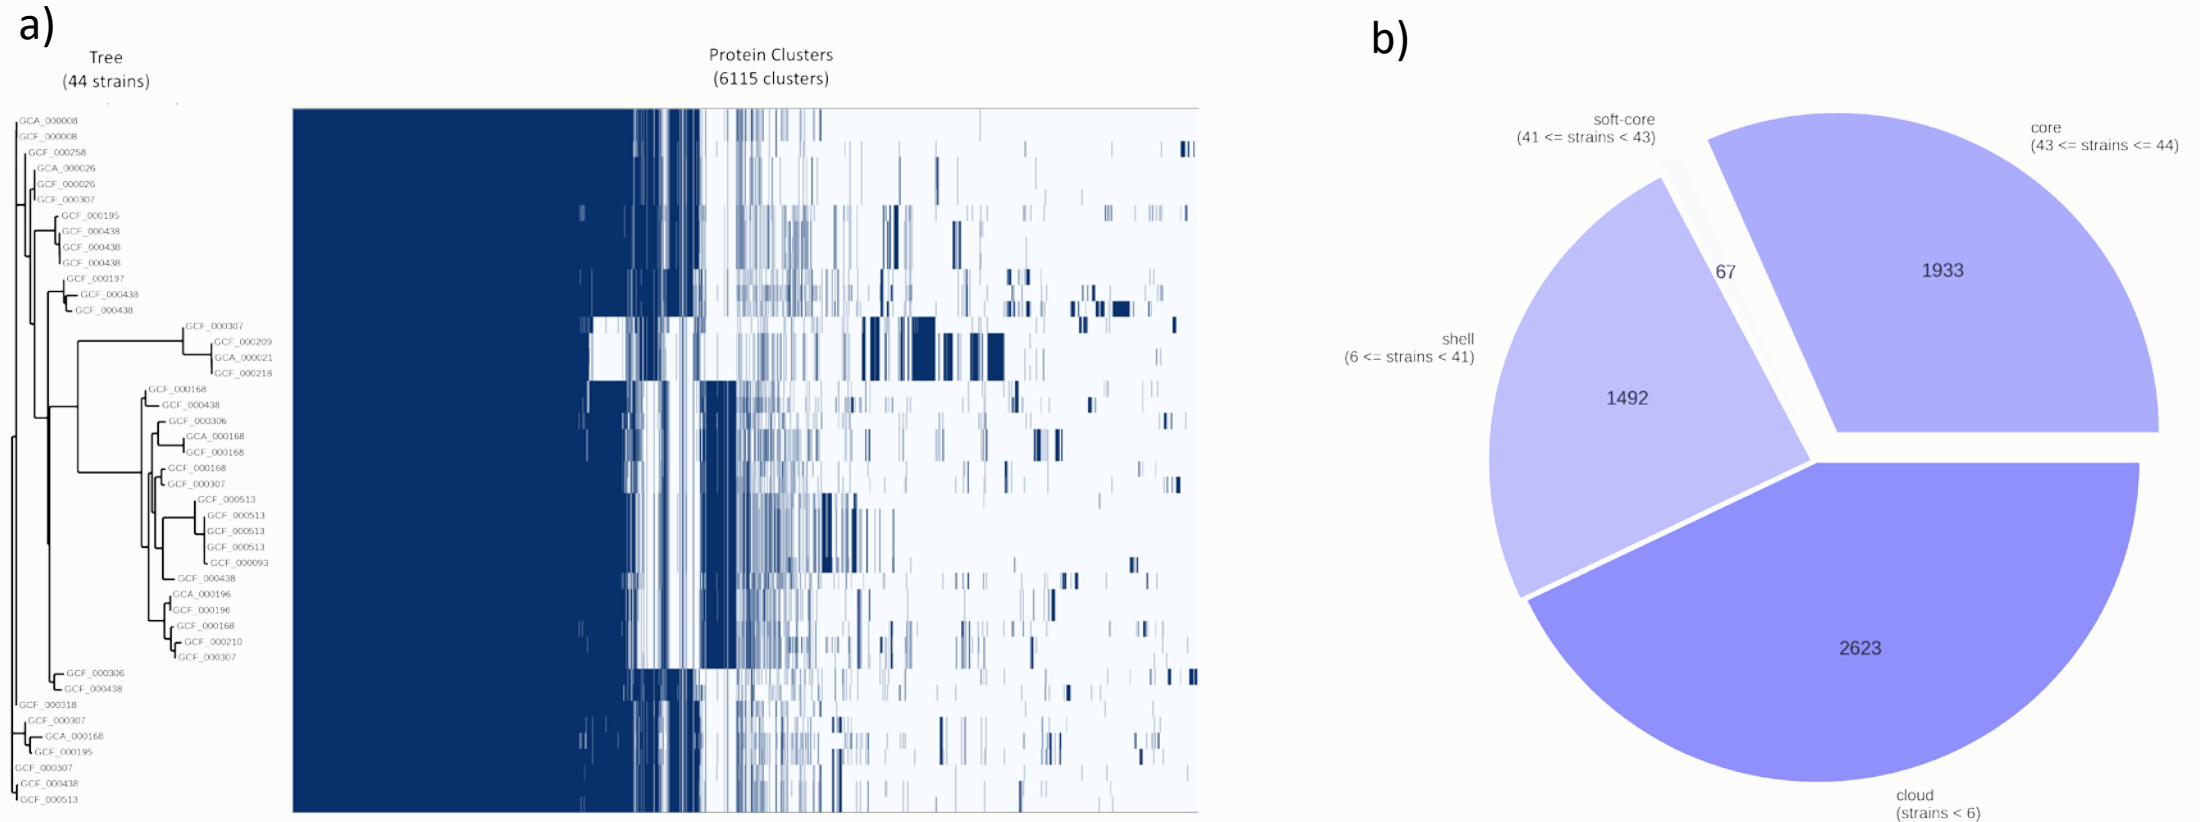 a)
Tree
(44 strains)
Protein Clusters
(6115 clusters)
GCA_000008
GCF_000008
GCF_000258
GCA_000026
GCF_000026
GCF_000307
GCF_000195
GCF_000438
GCF_000438
GCF_000438
GCF_000197
GCF_000438
GCF_000438
GCF_000307
GCF_000209
GCA_000021
GCF_000218
GCF_000168
GCF_000438
GCF_000306
GCA_000168
GCF_000168
GCF_000168
GCF_000307
GCF_000513
GCF_000513
GCF_000513
GCF_000513
GCF_000093
GCF_000438
GCA_000196
GCF_000196
GCF_000168
GCF_000210
GCF_000307
GCF_000306
GCF_000438
GCF_000318
GCF_000307
GCA_000168
GCF_000195
GCF_000307
GCF_000438
GCF_000513
b)
soft-core
(41 <= strains < 43)
core
(43 <= strains <= 44)
67
1933
shell
(6 <= strains < 41)
1492
2623
cloud
(strains < 6)